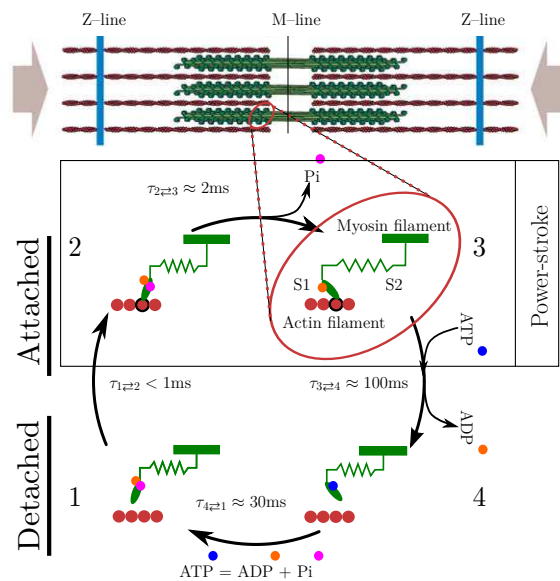 Z–line
M–line
Z–line
Pi
τ2⇄3 ≈ 2ms
Myosin filament
2
3
S1
S2
Actin filament
Power-stroke
Attached
ATP
τ1⇄2 < 1ms
τ3⇄4 ≈ 100ms
ADP
Detached
1
4
τ4⇄1 ≈ 30ms
ATP = ADP + Pi